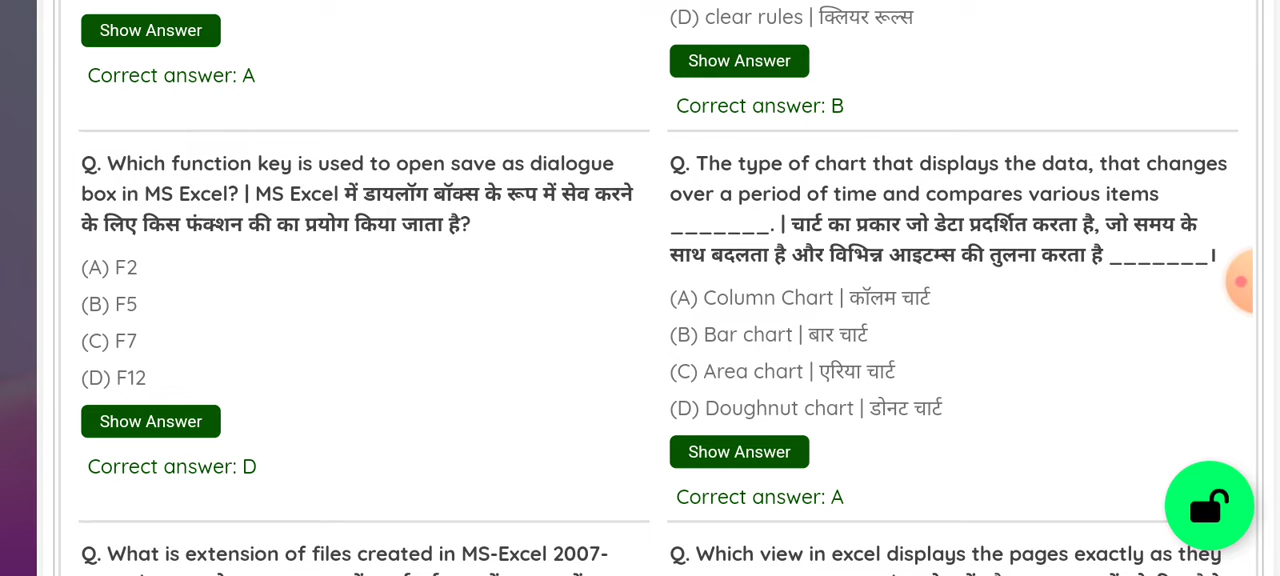 Show Answer
Correct answer: A
Q. Which function key is used to open save as dialogue
box in MS Excel? | MS Excel में डायलॉग बॉक्स के रूप में सेव करने
के लिए किस फंक्शन की का प्रयोग किया जाता है?
(A) F2
(B) F5
(C) F7
(D) F12
Show Answer
Correct answer: D
Q. What is extension of files created in MS-Excel 2007-
(D) clear rules | क्लियर रूल्स
Show Answer
Correct answer: B
Q. The type of chart that displays the data, that changes
over a period of time and compares various items
_______. | चार्ट का प्रकार जो डेटा प्रदर्शित करता है, जो समय के
साथ बदलता है और विभिन्न आइटम्स की तुलना करता है _______।
(A) Column Chart | कॉलम चार्ट
(B) Bar chart | बार चार्ट
(C) Area chart | एरिया चार्ट
(D) Doughnut chart | डोनट चार्ट
Show Answer
Correct answer: A
Q. Which view in excel displays the pages exactly as they